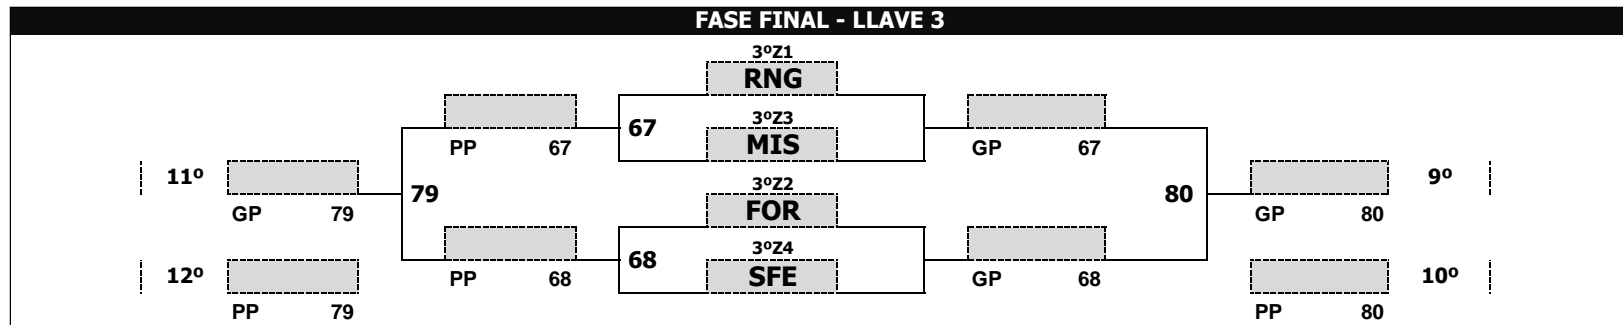 FASE FINAL - LLAVE 3
3ºZ1
RNG
67
3ºZ3
MIS
PP 67
GP 67
11º
79
3ºZ2
FOR
80
9º
GP 79
GP 80
68
3ºZ4
SFE
12º
PP 68
GP 68
10º
PP 79
PP 80